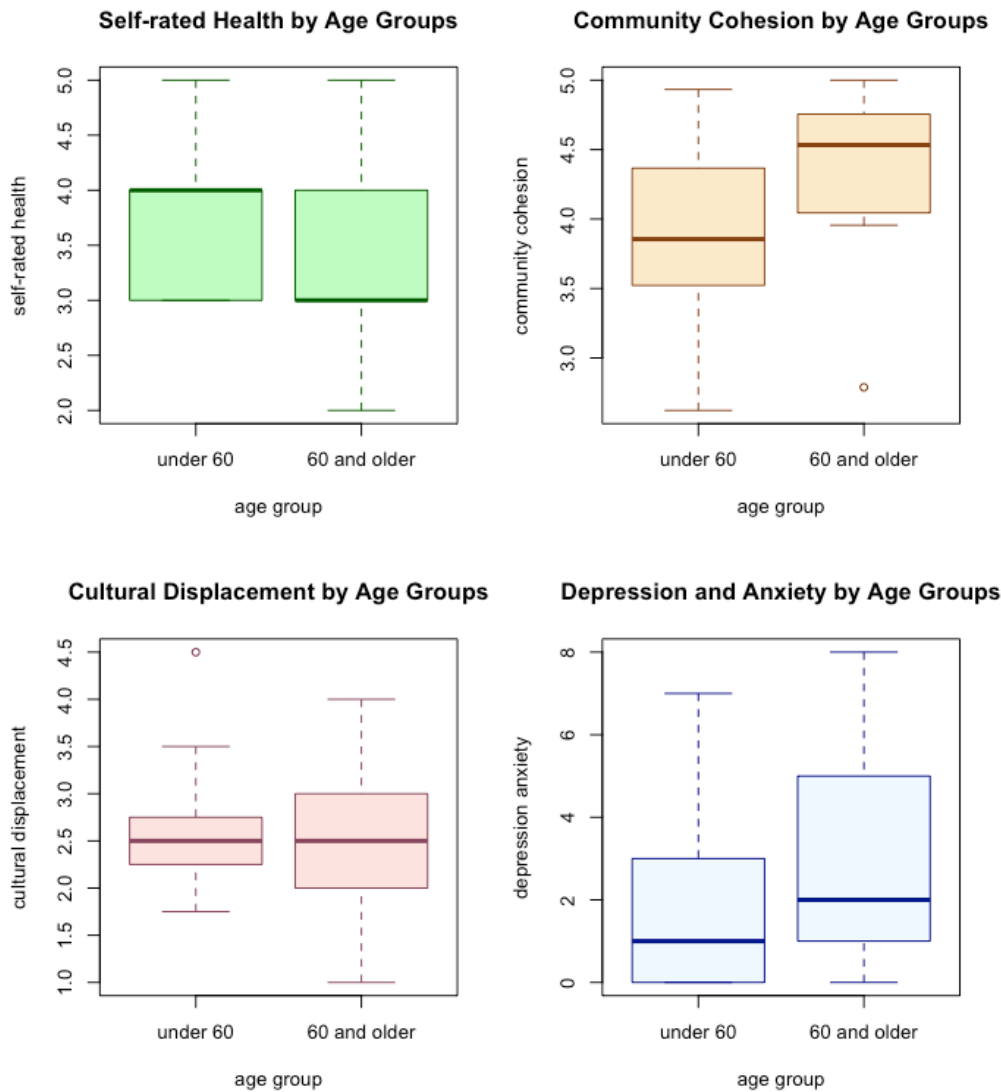 Self-rated Health by Age Groups
self-rated health
5.0
4.5
4.0
3.5
3.0
2.5
2.0
under 60
60 and older
age group
Community Cohesion by Age Groups
community cohesion
5.0
4.5
4.0
3.5
3.0
under 60
60 and older
age group
Cultural Displacement by Age Groups
cultural displacement
4.5
4.0
3.5
3.0
2.5
2.0
1.5
1.0
under 60
60 and older
age group
Depression and Anxiety by Age Groups
depression anxiety
8
6
4
2
0
under 60
60 and older
age group